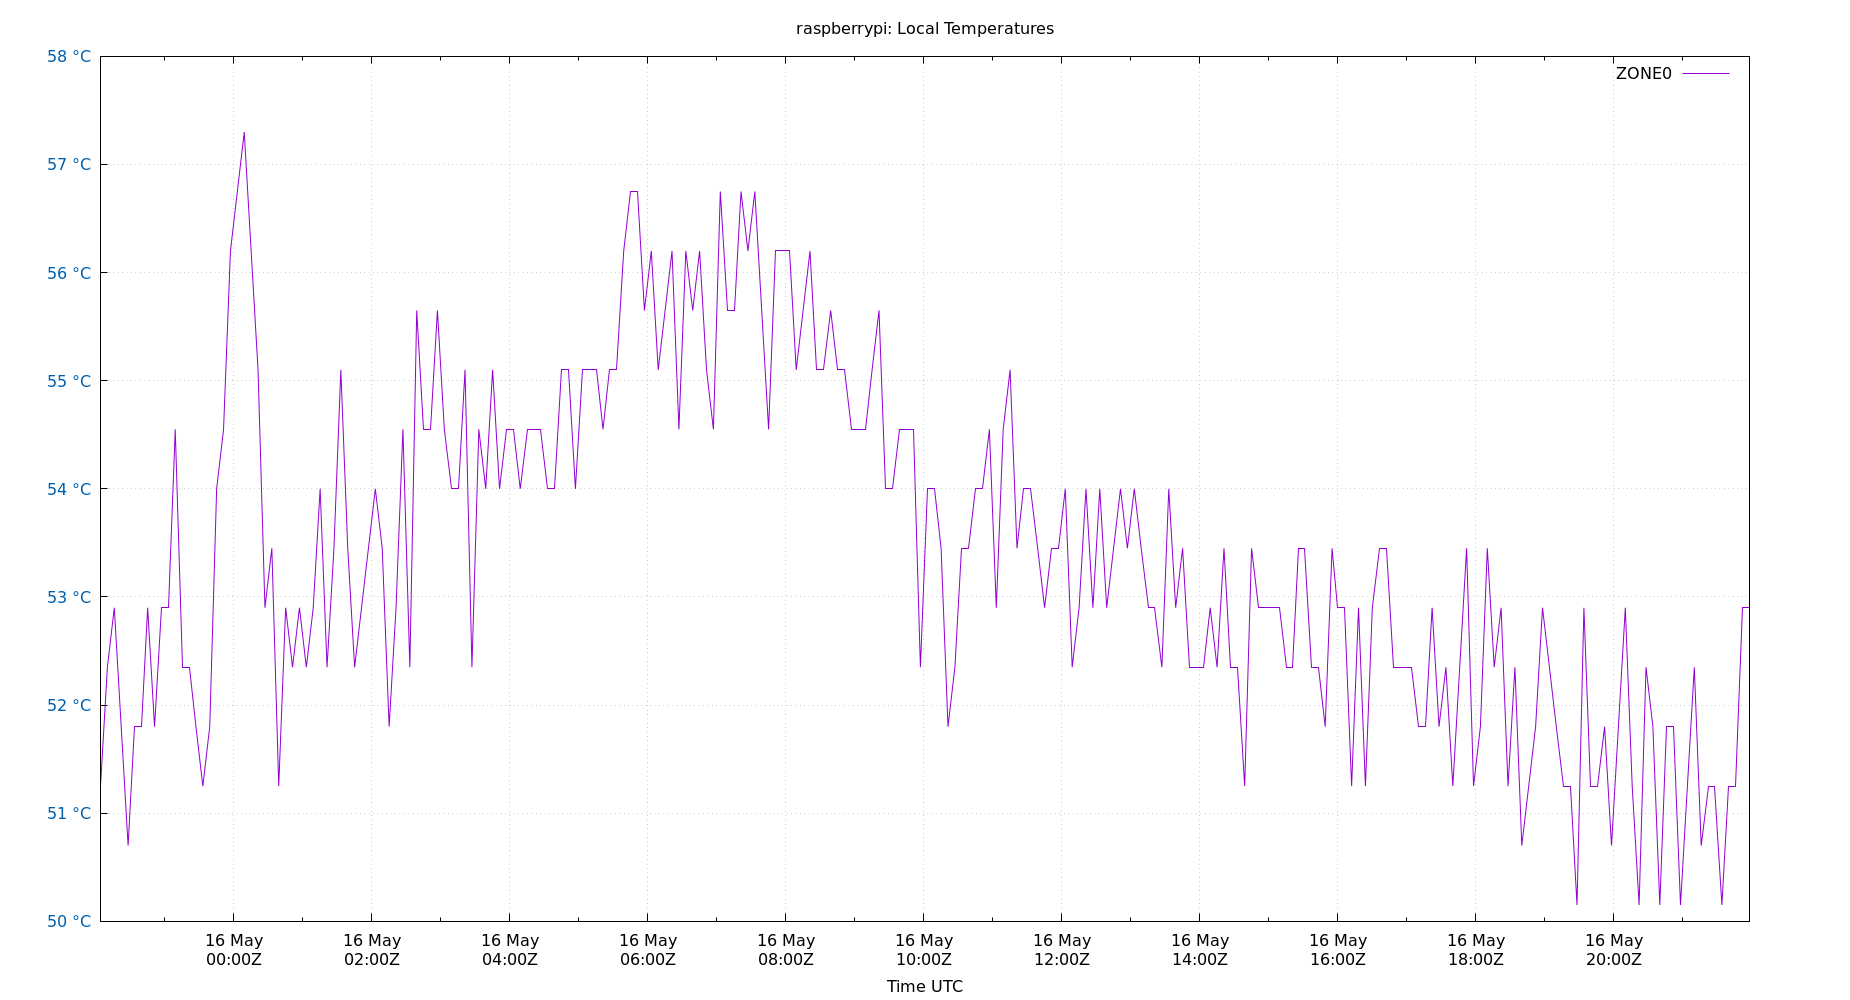 raspberrypi: Local Temperatures
58 °C
ZONE0
57 °C
56 °C
55 °C
54 °C
53 °C
52 °C
51 °C
50 °C
16 May 16 May 16 May 16 May 16 May 16 May 16 May 16 May 16 May 16 May 16 May
00:00Z 02:00Z 04:00Z 06:00Z 08:00Z 10:00Z 12:00Z 14:00Z 16:00Z 18:00Z 20:00Z
Time UTC